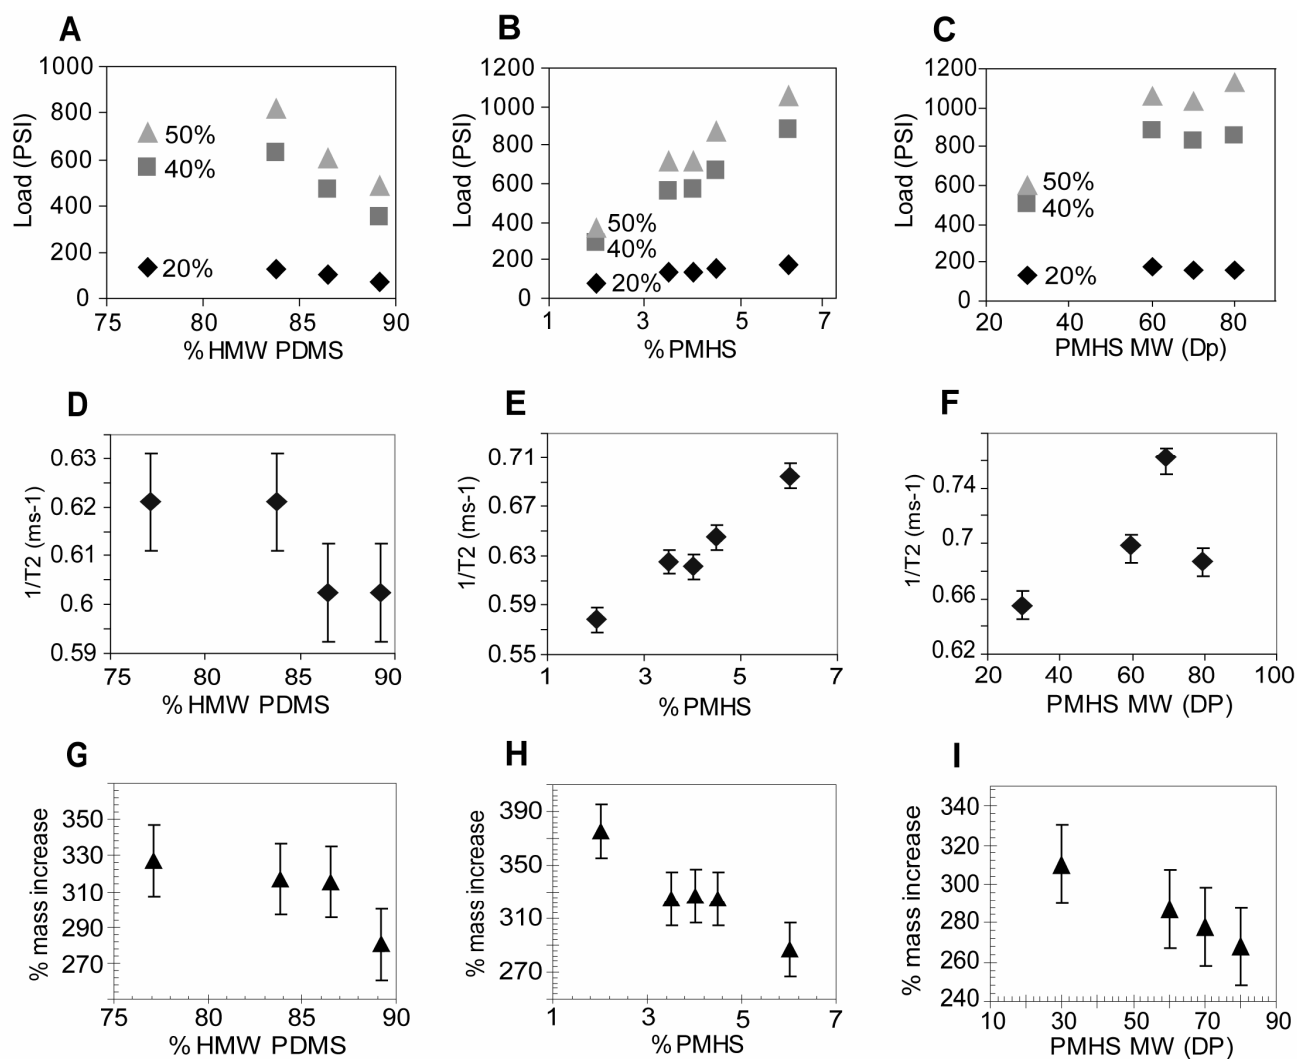 A
1000
800
600
400
200
0
Load (PSI)
50%
40%
20%
75 80 85 90
% HMW PDMS
B
1200
1000
800
600
400
200
0
Load (PSI)
50%
40%
20%
1 3 5 7
% PMHS
C
1200
1000
800
600
400
200
0
Load (PSI)
50%
40%
20%
20 40 60 80
PMHS MW (Dp)
D
0.63
0.62
0.61
0.6
0.59
1/T2 (ms-1)
75 80 85 90
% HMW PDMS
E
0.71
0.67
0.63
0.59
0.55
1/T2 (ms-1)
1 3 5 7
% PMHS
F
0.74
0.7
0.66
0.62
1/T2 (ms-1)
20 40 60 80 100
PMHS MW (DP)
G
350
330
310
290
270
% mass increase
75 80 85 90
% HMW PDMS
H
390
350
310
270
% mass increase
1 3 5 7
% PMHS
I
340
320
300
280
260
240
% mass increase
10 30 50 70 90
PMHS MW (DP)